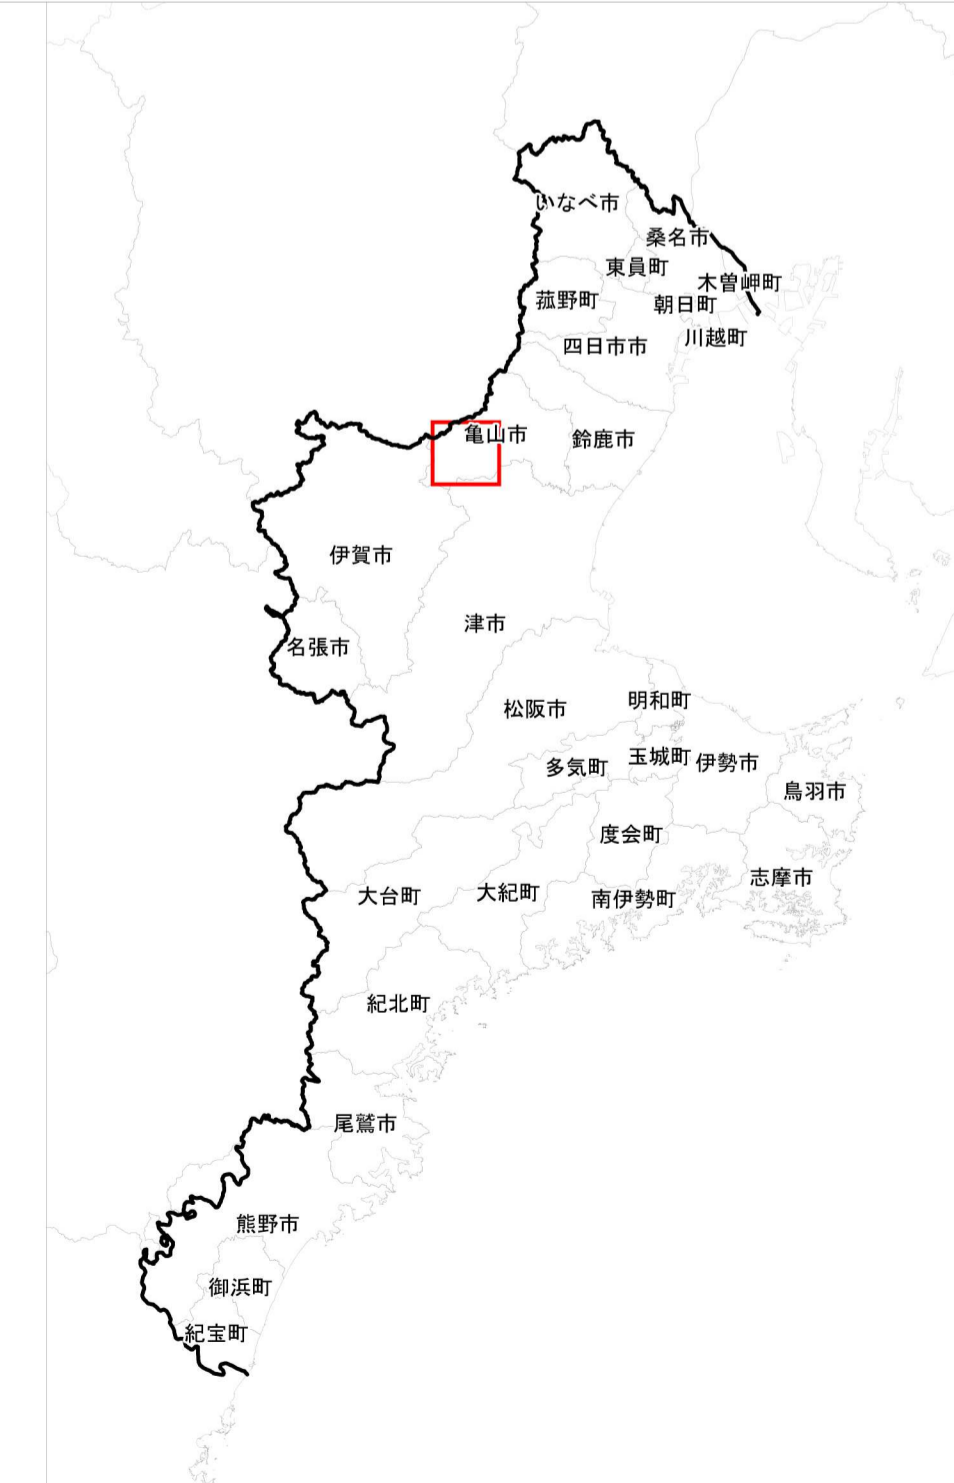 いなべ市
桑名市
東員町
木曽岬町
菰野町
朝日町
川越町
四日市市
亀山市
鈴鹿市
伊賀市
津市
名張市
明和町
松阪市
玉城町
伊勢市
多気町
鳥羽市
度会町
志摩市
大台町
大紀町
南伊勢町
紀北町
尾鷲市
熊野市
御浜町
紀宝町